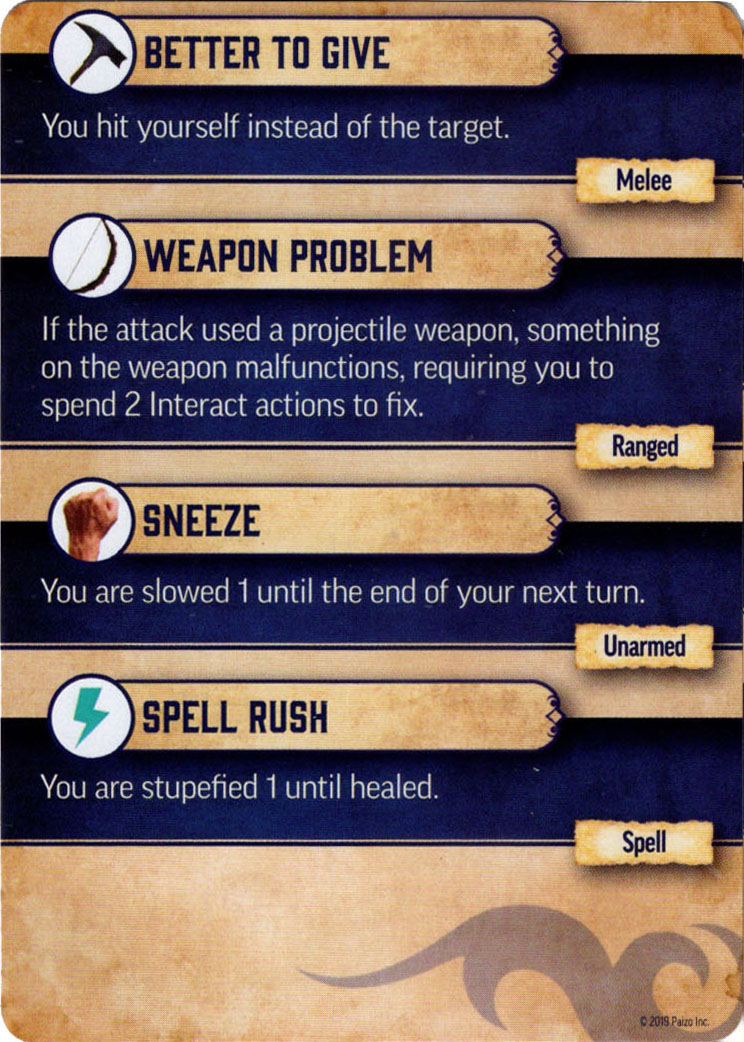 BETTER TO GIVE
You hit yourself instead of the target.
Melee
WEAPON PROBLEM
If the attack used a projectile weapon, something
on the weapon malfunctions, requiring you to
spend 2 Interact actions to fix.
Ranged
SNEEZE
You are slowed 1 until the end of your next turn.
Unarmed
SPELL RUSH
You are stupefied 1 until healed.
Spell
© 2019 Paizo Inc.